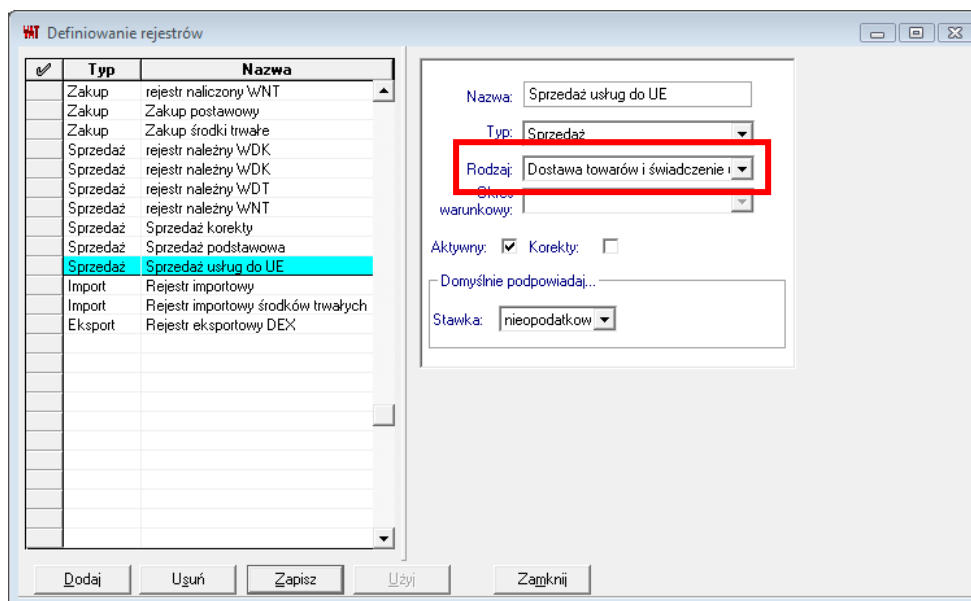 VAT Definiowanie rejestrów
Typ Nazwa
Zakup rejestr naliczony WNT
Zakup Zakup postawowy
Zakup Zakup środki trwałe
Sprzedaż rejestr należny WDK
Sprzedaż rejestr należny WDK
Sprzedaż rejestr należny WDT
Sprzedaż rejestr należny WNT
Sprzedaż Sprzedaż korekty
Sprzedaż Sprzedaż podstawowa
Sprzedaż Sprzedaż usług do UE
Import Rejestr importowy
Import Rejestr importowy środków trwałych
Eksport Rejestr eksportowy DEX
Nazwa: Sprzedaż usług do UE
Typ: Sprzedaż
Rodzaj: Dostawa towarów i świadczenie u
Okres
warunkowy:
Aktywny: Korekty:
Domyślnie podpowiadaj...
Stawka: nieopodatkow
Dodaj Usuń Zapisz Użyj Zamknij